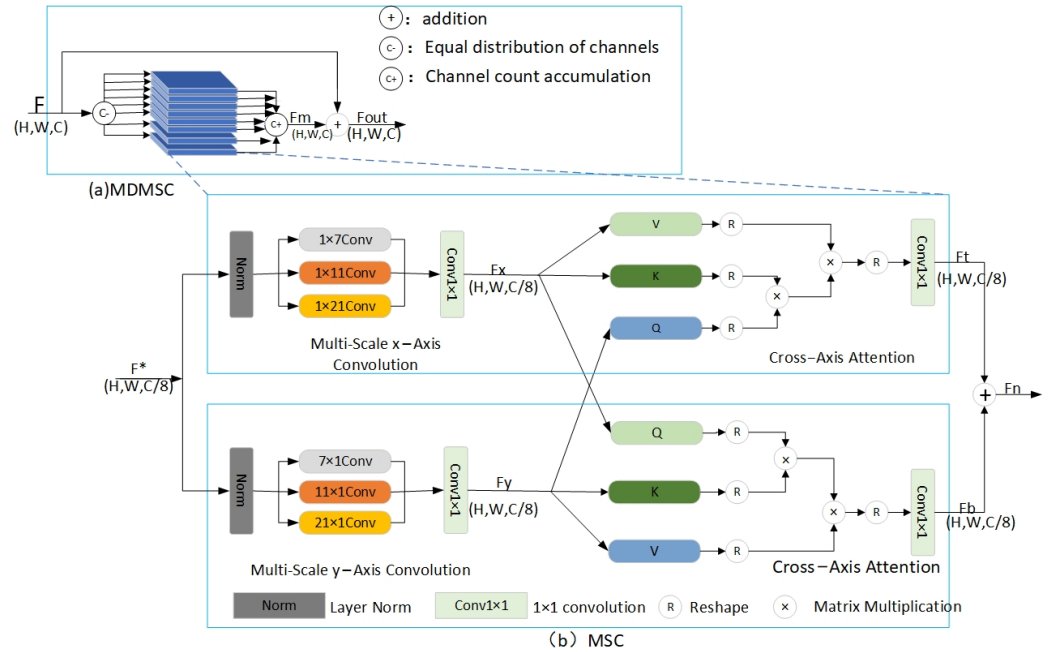 + : addition
C- : Equal distribution of channels
C+ : Channel count accumulation
F
(H,W,C)
C-
C+
Fm
(H,W,C)
+
Fout
(H,W,C)
(a)MDMSC
Norm
1×7Conv
1×11Conv
1×21Conv
Conv1×1
Fx
(H,W,C/8)
Multi-Scale x-Axis
Convolution
V
R
K
R
Q
R
×
×
R
Conv1×1
Ft
(H,W,C/8)
Cross-Axis Attention
F*
(H,W,C/8)
+
Fn
Norm
7×1Conv
11×1Conv
21×1Conv
Conv1×1
Fy
(H,W,C/8)
Multi-Scale y-Axis Convolution
Q
R
K
R
V
R
×
×
R
Conv1×1
Fb
(H,W,C/8)
Cross-Axis Attention
Norm Layer Norm
Conv1×1 1×1 convolution
R Reshape
× Matrix Multiplication
（b）MSC